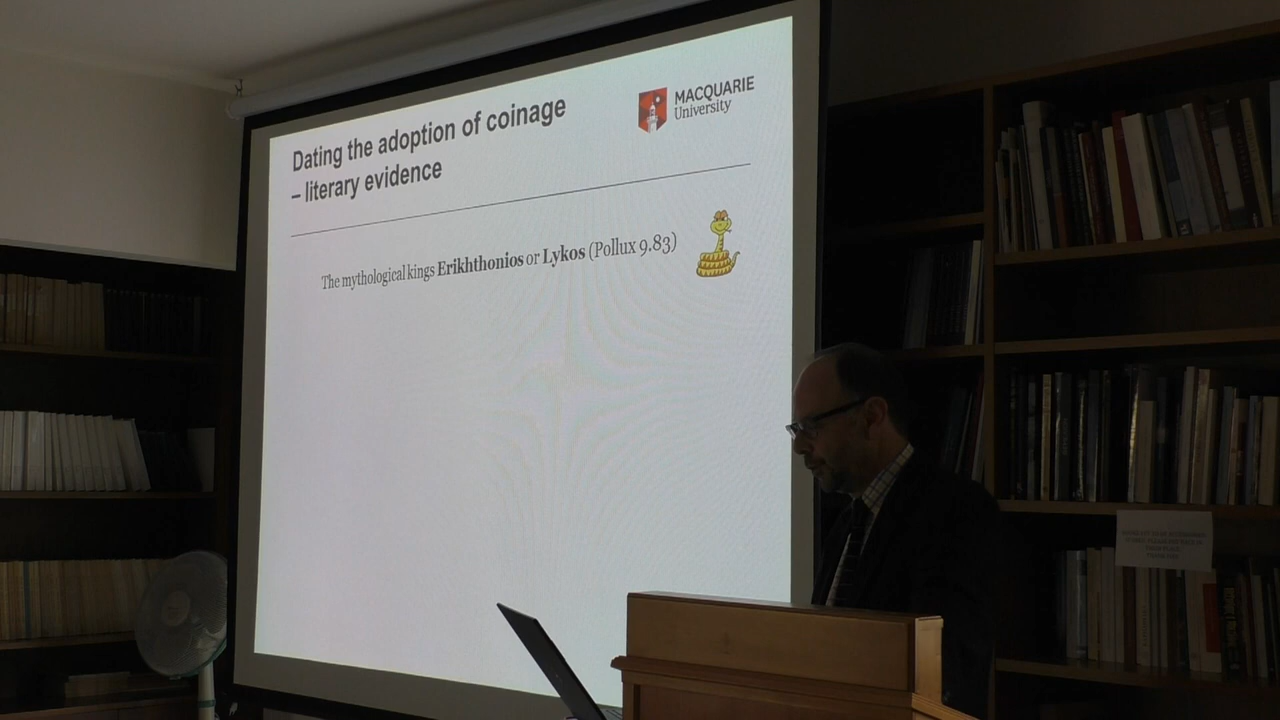 Dating the adoption of coinage
– literary evidence
MACQUARIE
University
The mythological kings Erikhthonios or Lykos (Pollux 9.83)